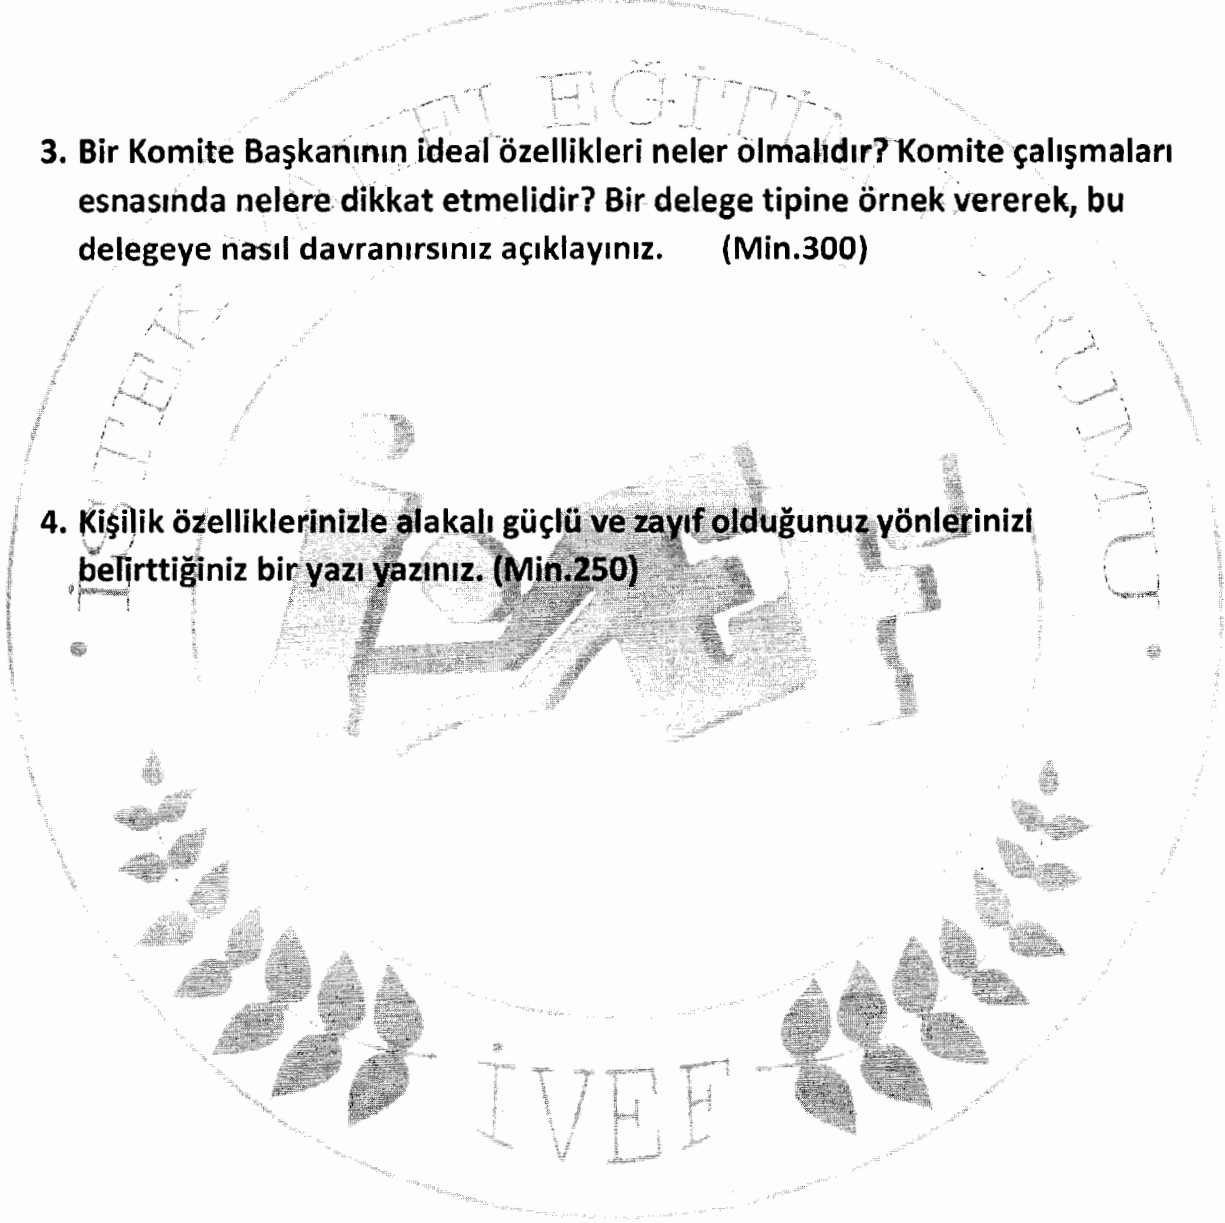 3. Bir Komite Başkanının ideal özellikleri neler olmalıdır? Komite çalışmaları
esnasında nelere dikkat etmelidir? Bir delege tipine örnek vererek, bu
delegeye nasıl davranırsınız açıklayınız. (Min.300)
4. Kişilik özelliklerinizle alakalı güçlü ve zayıf olduğunuz yönlerinizi
belirttiğiniz bir yazı yazınız. (Min.250)
İVEF